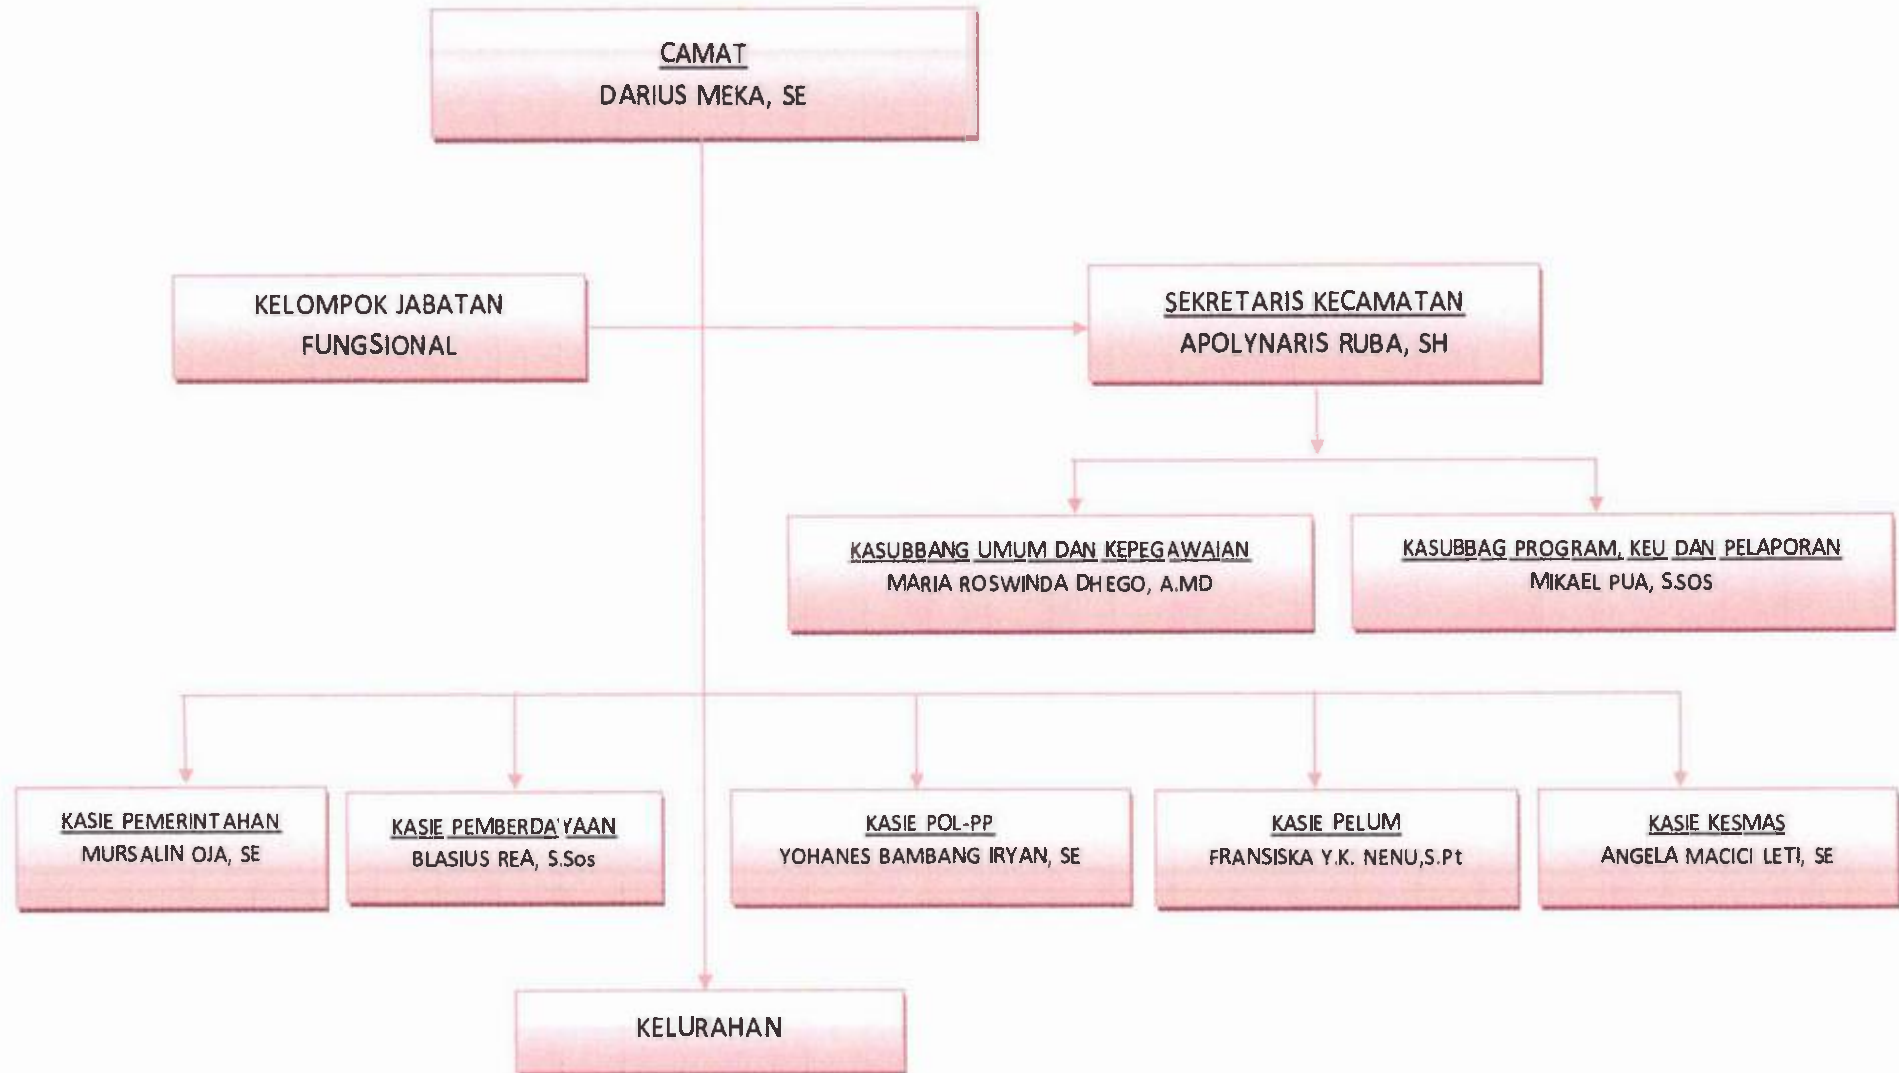 CAMAT
DARIUS MEKA, SE
KELOMPOK JABATAN
FUNGSIONAL
SEKRETARIS KECAMATAN
APOLYNARIS RUBA, SH
KASUBBANG UMUM DAN KEPEGAWAIAN
MARIA ROSWINDA DHEGO, A.MD
KASUBBAG PROGRAM, KEU DAN PELAPORAN
MIKAEL PUA, S.SOS
KASIE PEMERINTAHAN
MURSALIN OJA, SE
KASIE PEMBERDAYAAN
BLASIUS REA, S.Sos
KASIE POL-PP
YOHANES BAMBANG IRYAN, SE
KASIE PELUM
FRANSISKA Y.K. NENU,S.Pt
KASIE KESMAS
ANGELA MACICI LETI, SE
KELURAHAN